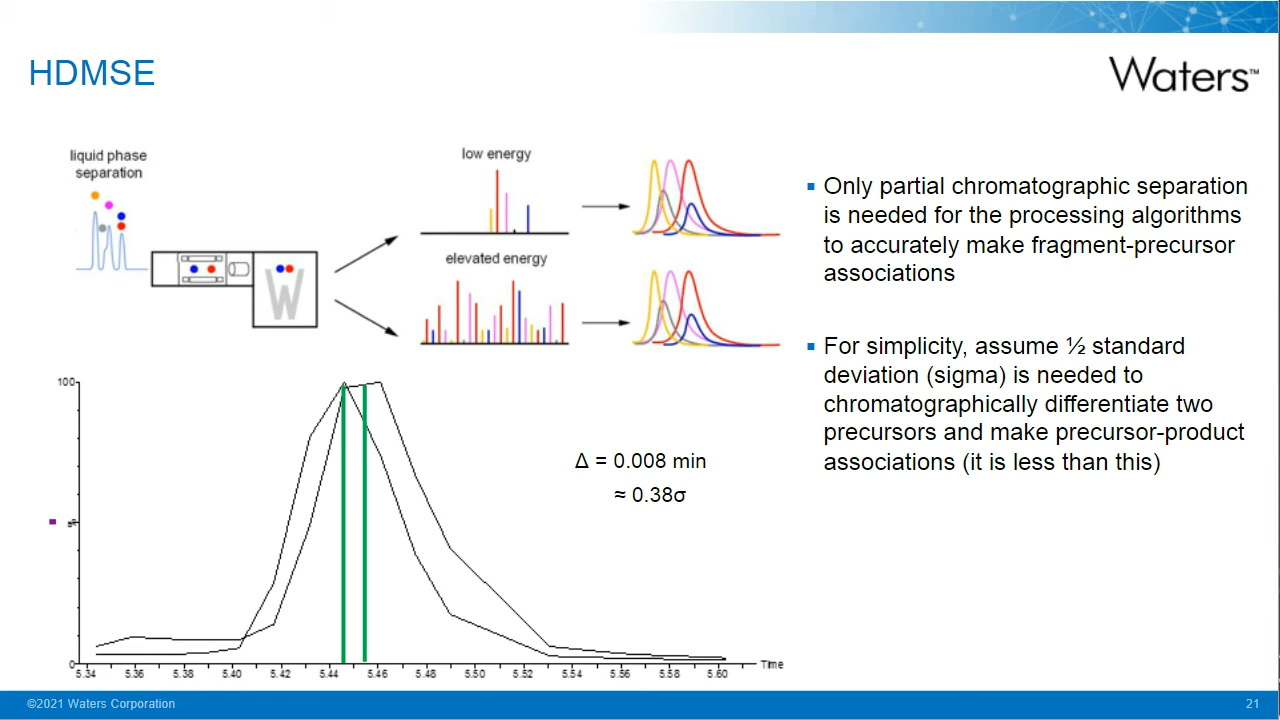 HDMSE
Waters™
liquid phase
separation
low energy
elevated energy
W
Only partial chromatographic separation
is needed for the processing algorithms
to accurately make fragment-precursor
associations
For simplicity, assume ½ standard
deviation (sigma) is needed to
chromatographically differentiate two
precursors and make precursor-product
associations (it is less than this)
Δ = 0.008 min
≈ 0.38σ
100
0
5.34 5.36 5.38 5.40 5.42 5.44 5.46 5.48 5.50 5.52 5.54 5.56 5.58 5.60 Time
©2021 Waters Corporation
21